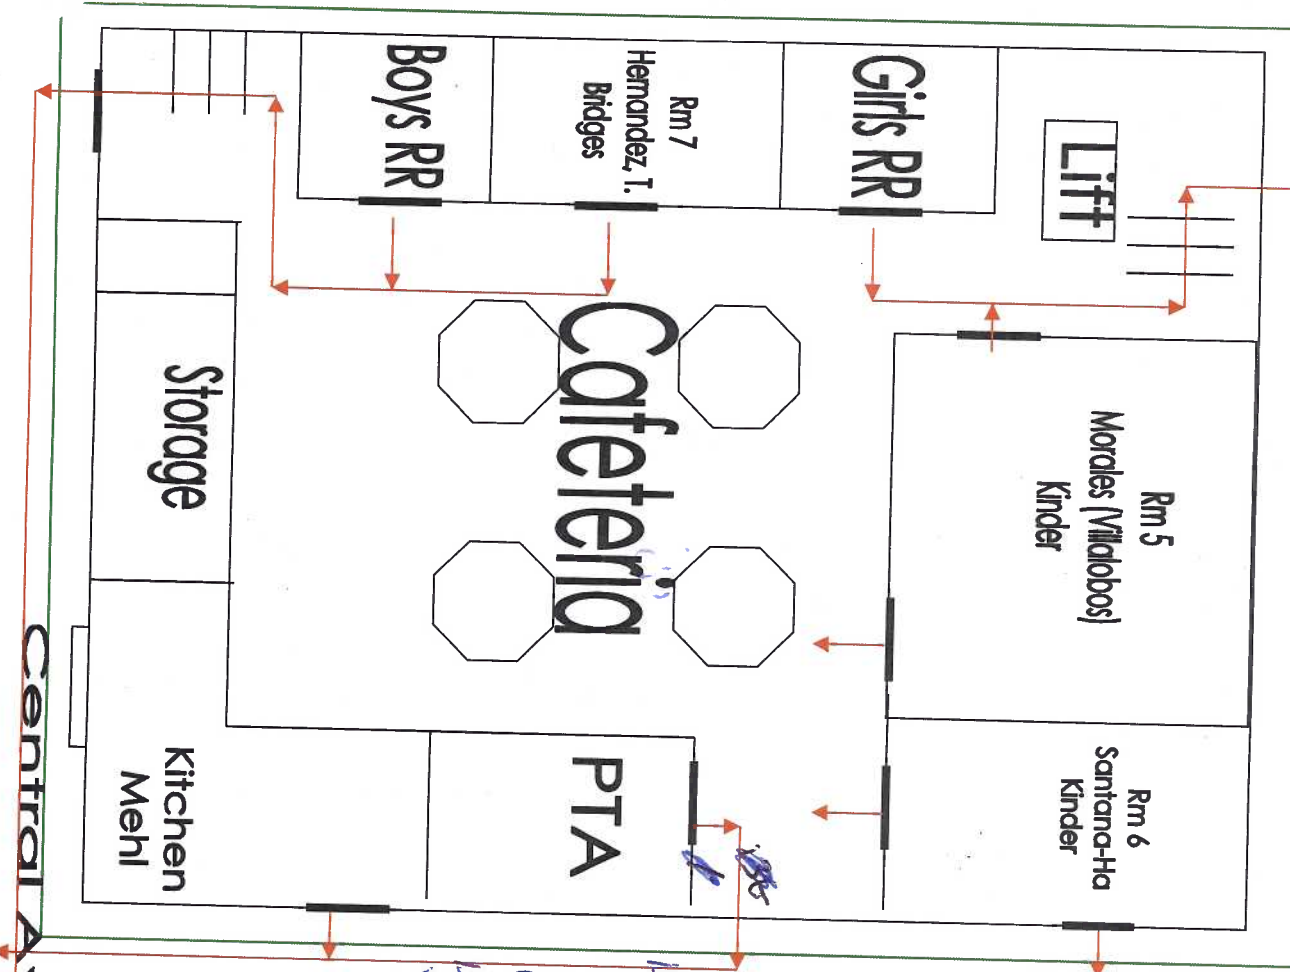 Boys RR
Rm 7
Hernandez, T.
Bridges
Girls RR
Lift
Cafeteria
Storage
Rm 5
Morales (Villalobos)
Kinder
Rm 6
Santana-Ha
Kinder
PTA
Kitchen
Mehl
Central A